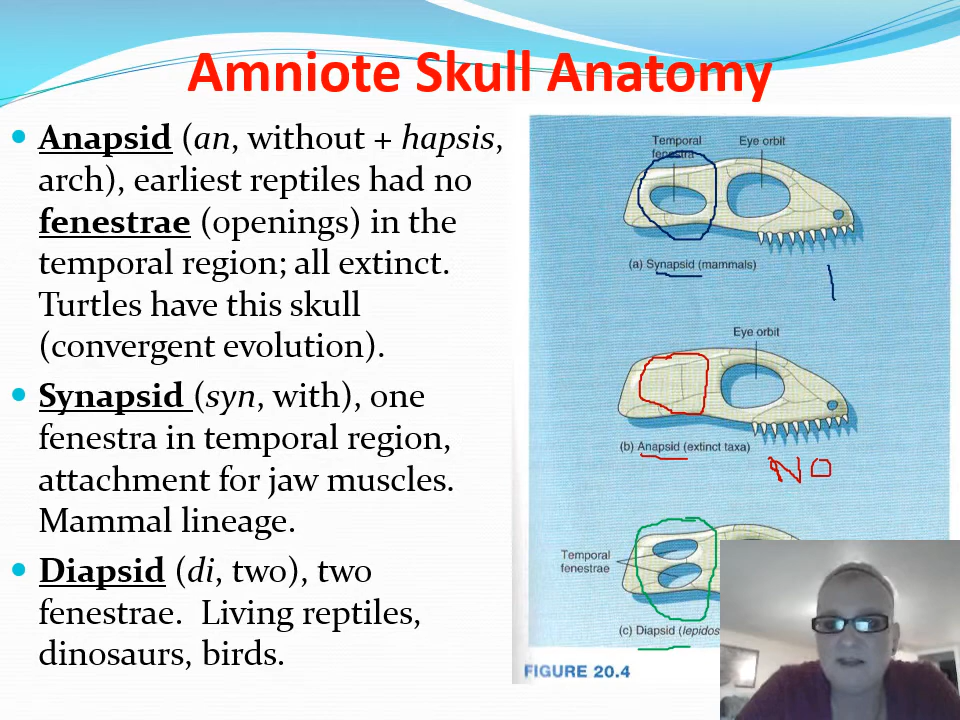 Amniote Skull Anatomy
• Anapsid (an, without + hapsis,
arch), earliest reptiles had no
fenestrae (openings) in the
temporal region; all extinct.
Turtles have this skull
(convergent evolution).
• Synapsid (syn, with), one
fenestra in temporal region,
attachment for jaw muscles.
Mammal lineage.
• Diapsid (di, two), two
fenestrae. Living reptiles,
dinosaurs, birds.
Temporal
fenestra
Eye orbit
(a) Synapsid (mammals)
1
Eye orbit
(b) Anapsid (extinct taxa)
NO
Temporal
fenestrae
(c) Diapsid (lepidos
FIGURE 20.4